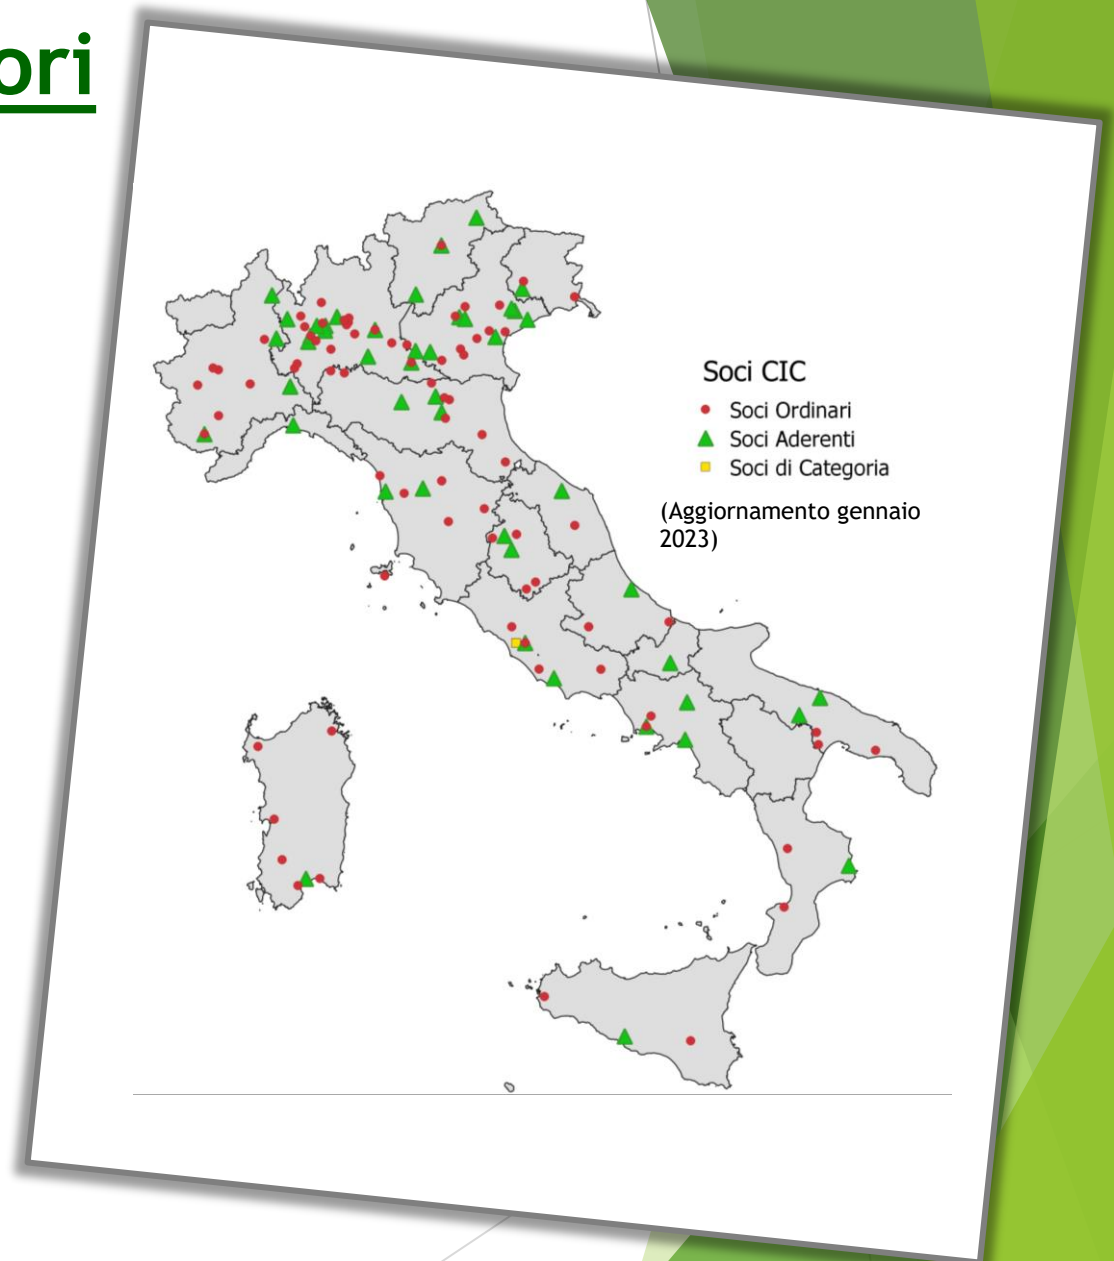 ori
Soci CIC
Soci Ordinari
Soci Aderenti
Soci di Categoria
(Aggiornamento gennaio
2023)